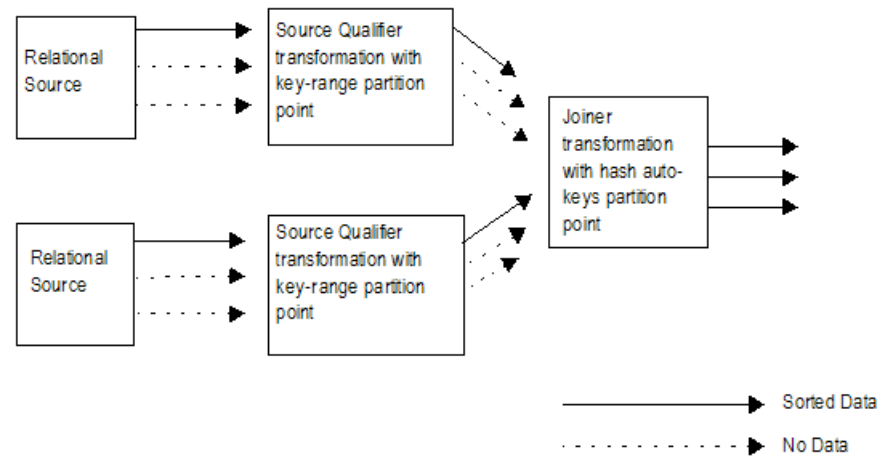 Relational
Source
Source Qualifier
transformation with
key-range partition
point
Joiner
transformation
with hash auto-
keys partition
point
Relational
Source
Source Qualifier
transformation with
key-range partition
point
Sorted Data
No Data